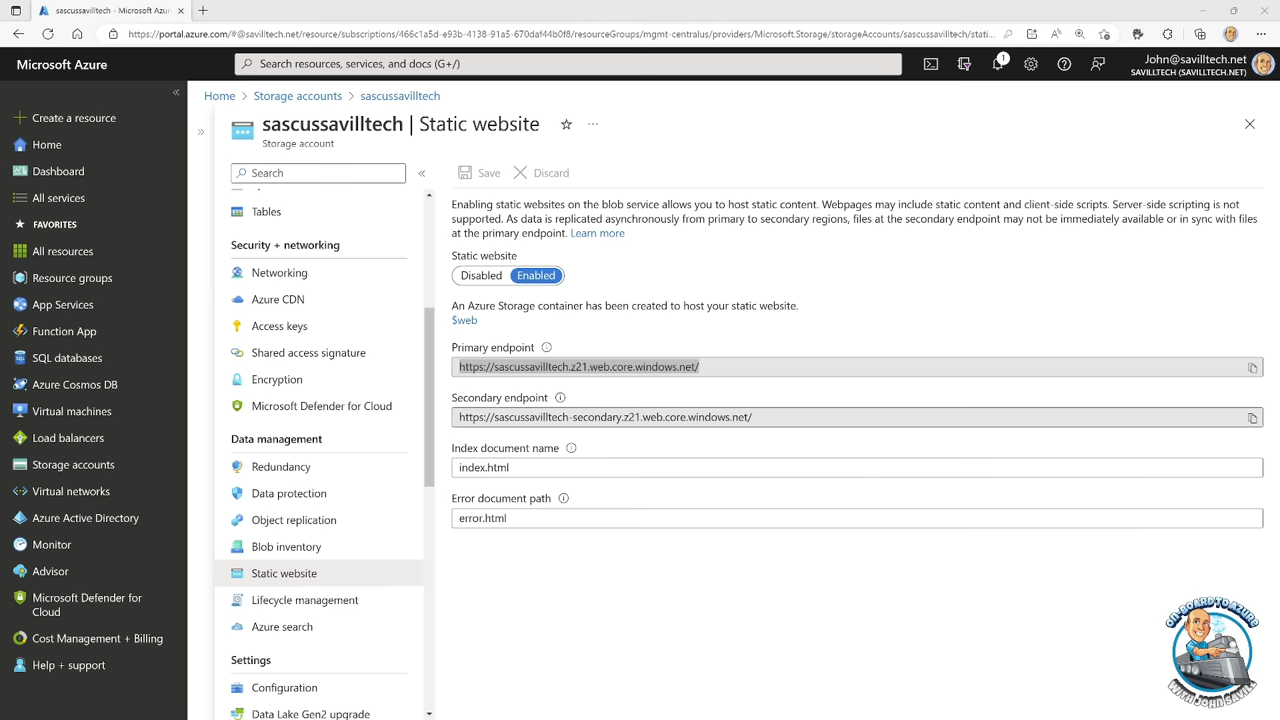 sascussavilltech - Microsoft Azur
https://portal.azure.com/#@savilltech.net/resource/subscriptions/466c1a5d-e93b-4138-91a5-670daf44b0f8/resourceGroups/mgmt-centralus/providers/Microsoft.Storage/storageAccounts/sascussavilltech/stati...
Microsoft Azure
Search resources, services, and docs (G+/)
1
John@savilltech.net
SAVILLTECH (SAVILLTECH.NET)
Create a resource
Home
Dashboard
All services
FAVORITES
All resources
Resource groups
App Services
Function App
SQL databases
Azure Cosmos DB
Virtual machines
Load balancers
Storage accounts
Virtual networks
Azure Active Directory
Monitor
Advisor
Microsoft Defender for
Cloud
Cost Management + Billing
Help + support
Home > Storage accounts > sascussavilltech
sascussavilltech | Static website
Storage account
Search
Tables
Security + networking
Networking
Azure CDN
Access keys
Shared access signature
Encryption
Microsoft Defender for Cloud
Data management
Redundancy
Data protection
Object replication
Blob inventory
Static website
Lifecycle management
Azure search
Settings
Configuration
Data Lake Gen2 upgrade
Save
Discard
Enabling static websites on the blob service allows you to host static content. Webpages may include static content and client-side scripts. Server-side scripting is not
supported. As data is replicated asynchronously from primary to secondary regions, files at the secondary endpoint may not be immediately available or in sync with files
at the primary endpoint. Learn more
Static website
Disabled Enabled
An Azure Storage container has been created to host your static website.
$web
Primary endpoint
https://sascussavilltech.z21.web.core.windows.net/
Secondary endpoint
https://sascussavilltech-secondary.z21.web.core.windows.net/
Index document name
index.html
Error document path
error.html
ON-BOARD TO AZURE
WITH JOHN SAVILL